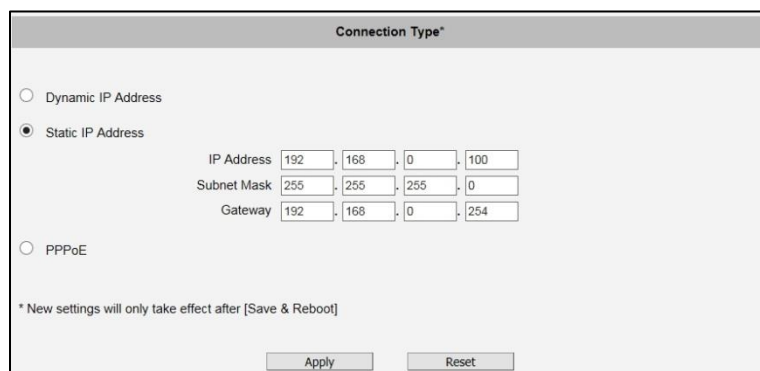 Connection Type*
Dynamic IP Address
Static IP Address
IP Address 192 . 168 . 0 . 100
Subnet Mask 255 . 255 . 255 . 0
Gateway 192 . 168 . 0 . 254
PPPoE
* New settings will only take effect after [Save & Reboot]
Apply Reset